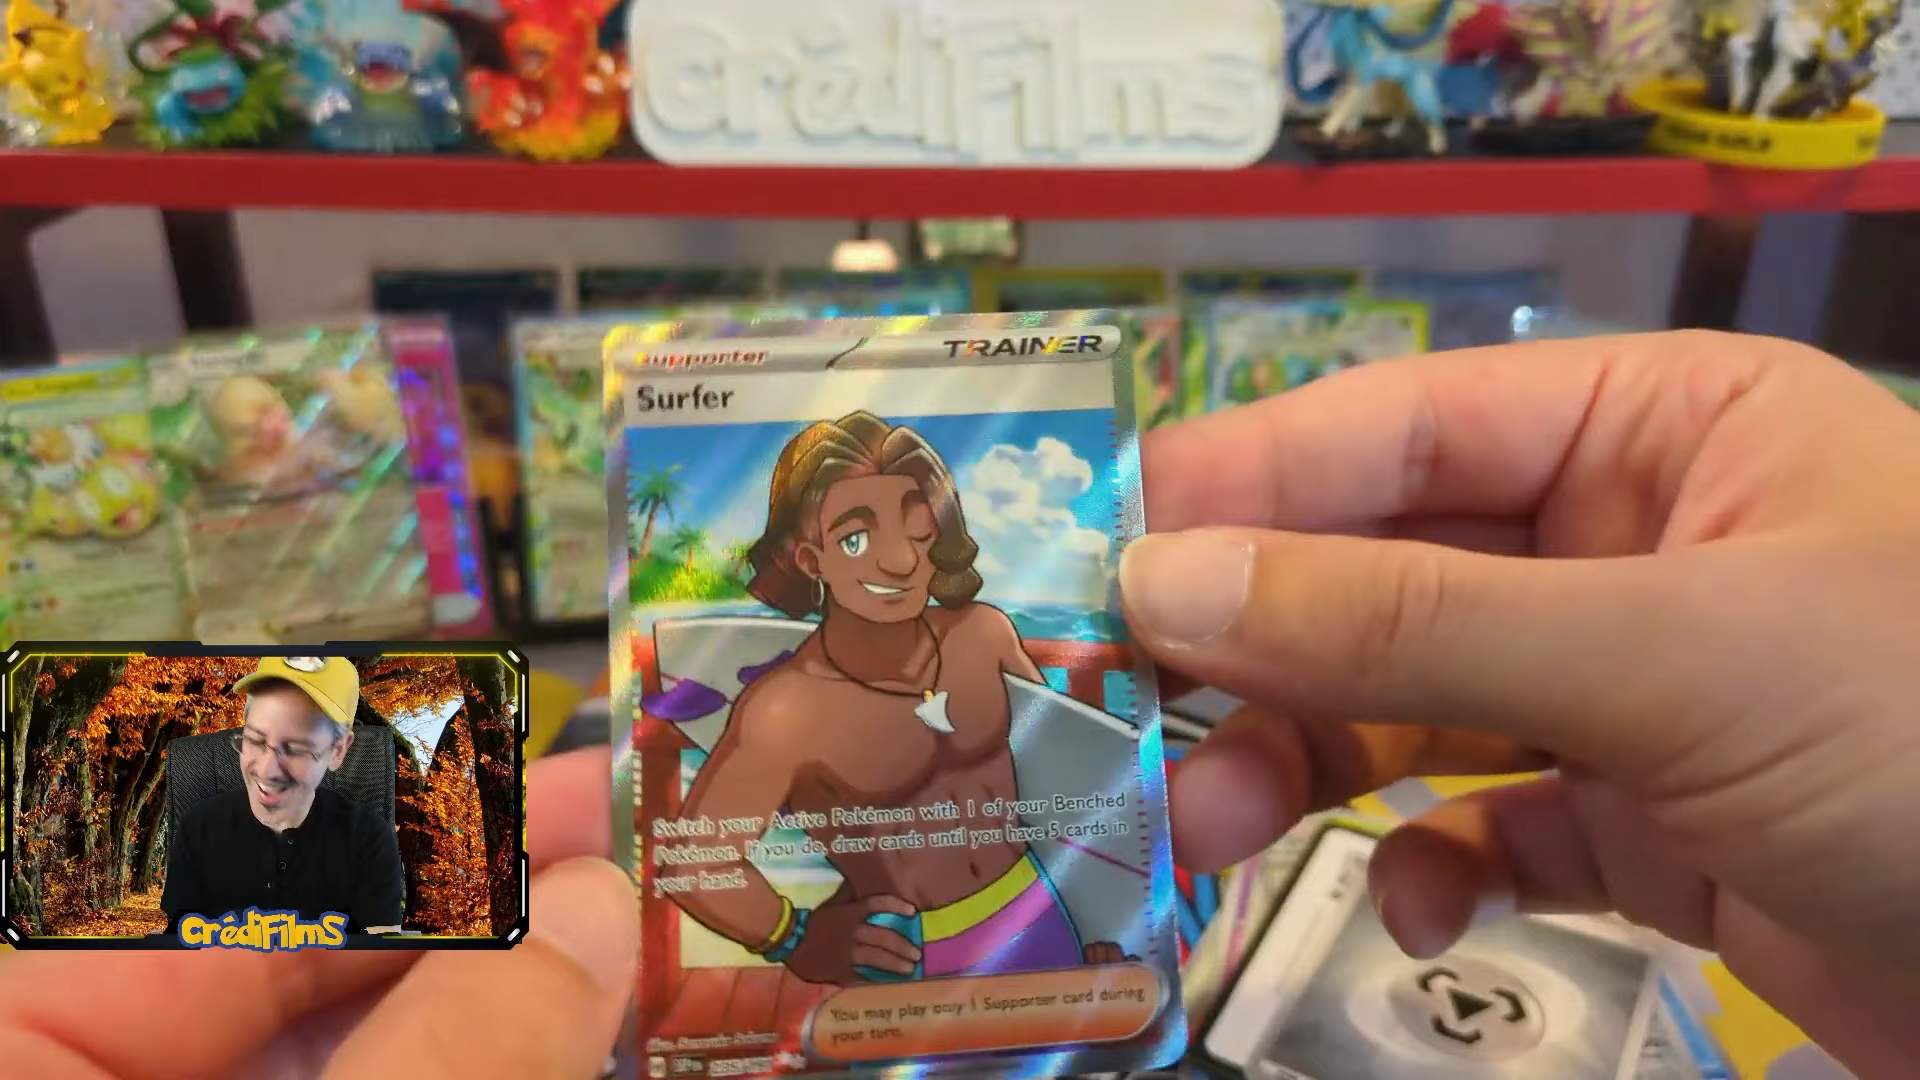 CrédiFilms
Supporter
TRAINER
Surfer
Switch your Active Pokémon with 1 of your Benched
Pokémon. If you do, draw cards until you have 5 cards in
your hand.
You may play only 1 Supporter card during
your turn.
CrédiFilmS